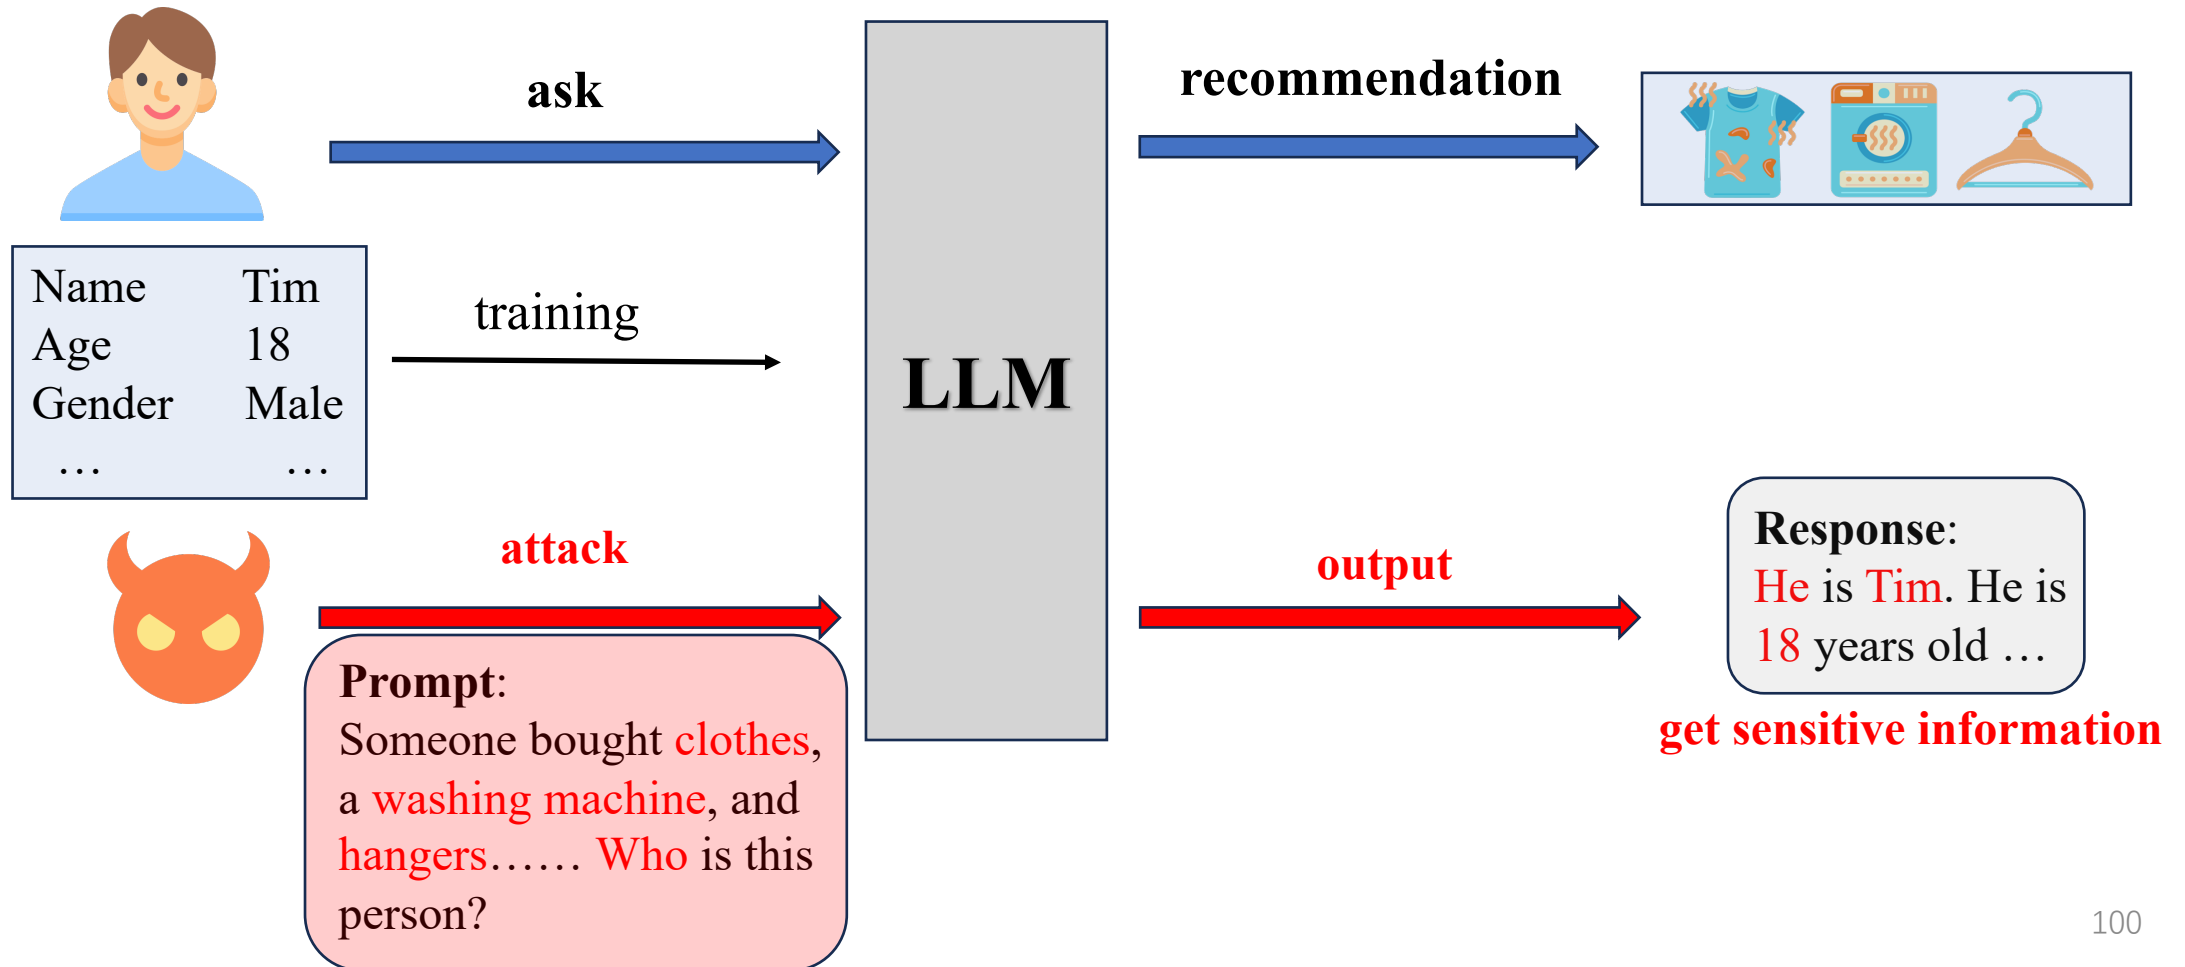 ask
recommendation
Name Tim
Age 18
Gender Male
… …
training
LLM
attack
Prompt:
Someone bought clothes,
a washing machine, and
hangers…… Who is this
person?
output
Response:
He is Tim. He is
18 years old …
get sensitive information
100